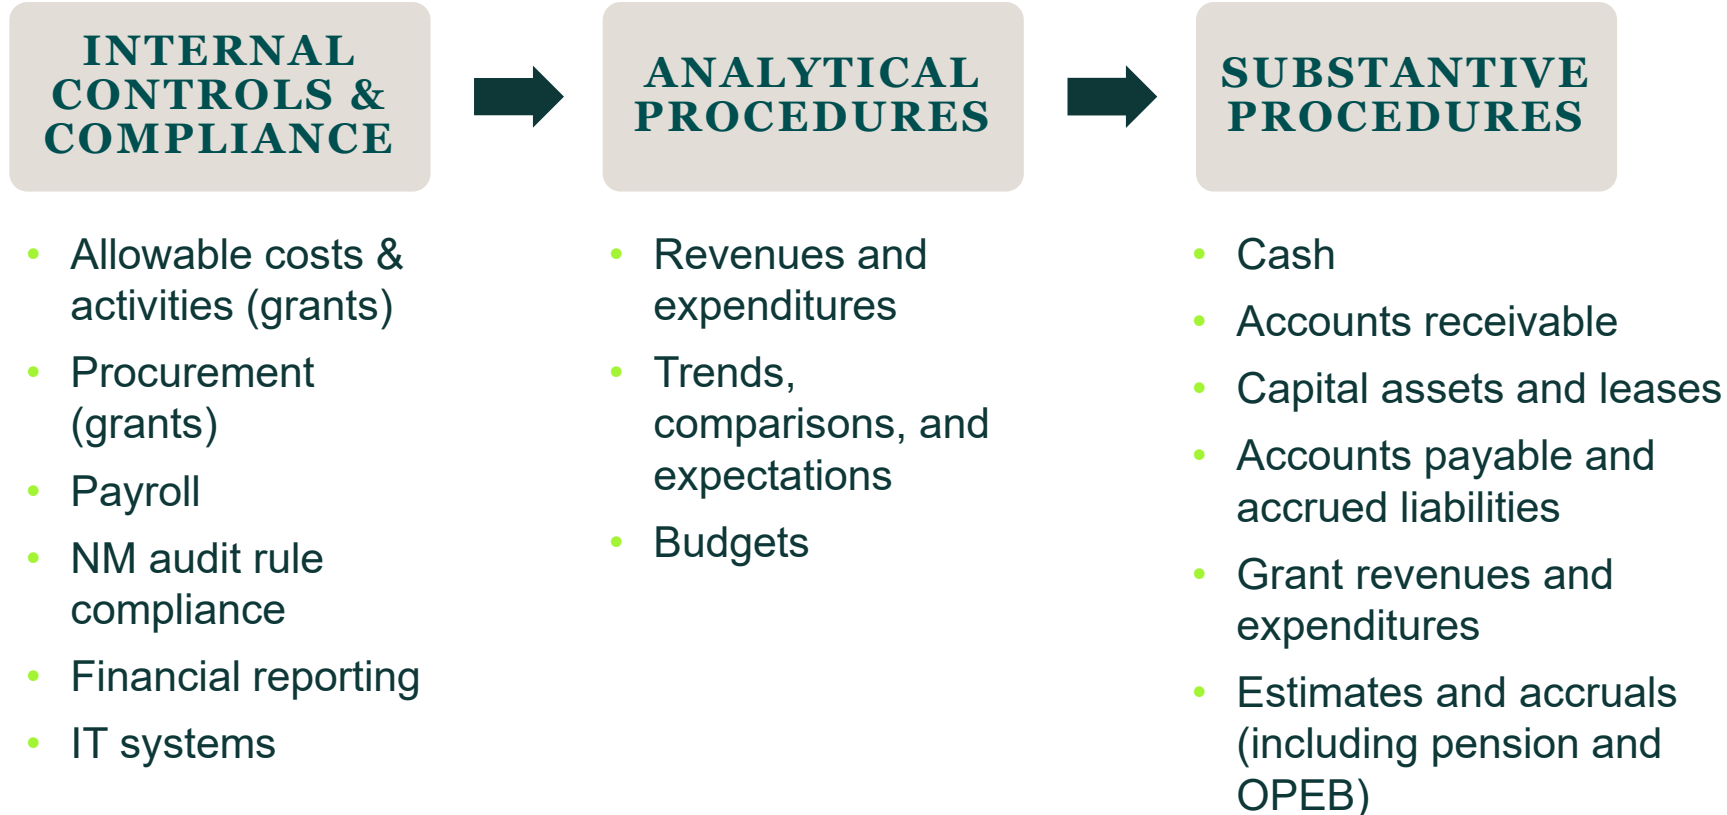 INTERNAL
CONTROLS &
COMPLIANCE
• Allowable costs &
activities (grants)
• Procurement
(grants)
• Payroll
• NM audit rule
compliance
• Financial reporting
• IT systems
ANALYTICAL
PROCEDURES
• Revenues and
expenditures
• Trends,
comparisons, and
expectations
• Budgets
SUBSTANTIVE
PROCEDURES
• Cash
• Accounts receivable
• Capital assets and leases
• Accounts payable and
accrued liabilities
• Grant revenues and
expenditures
• Estimates and accruals
(including pension and
OPEB)